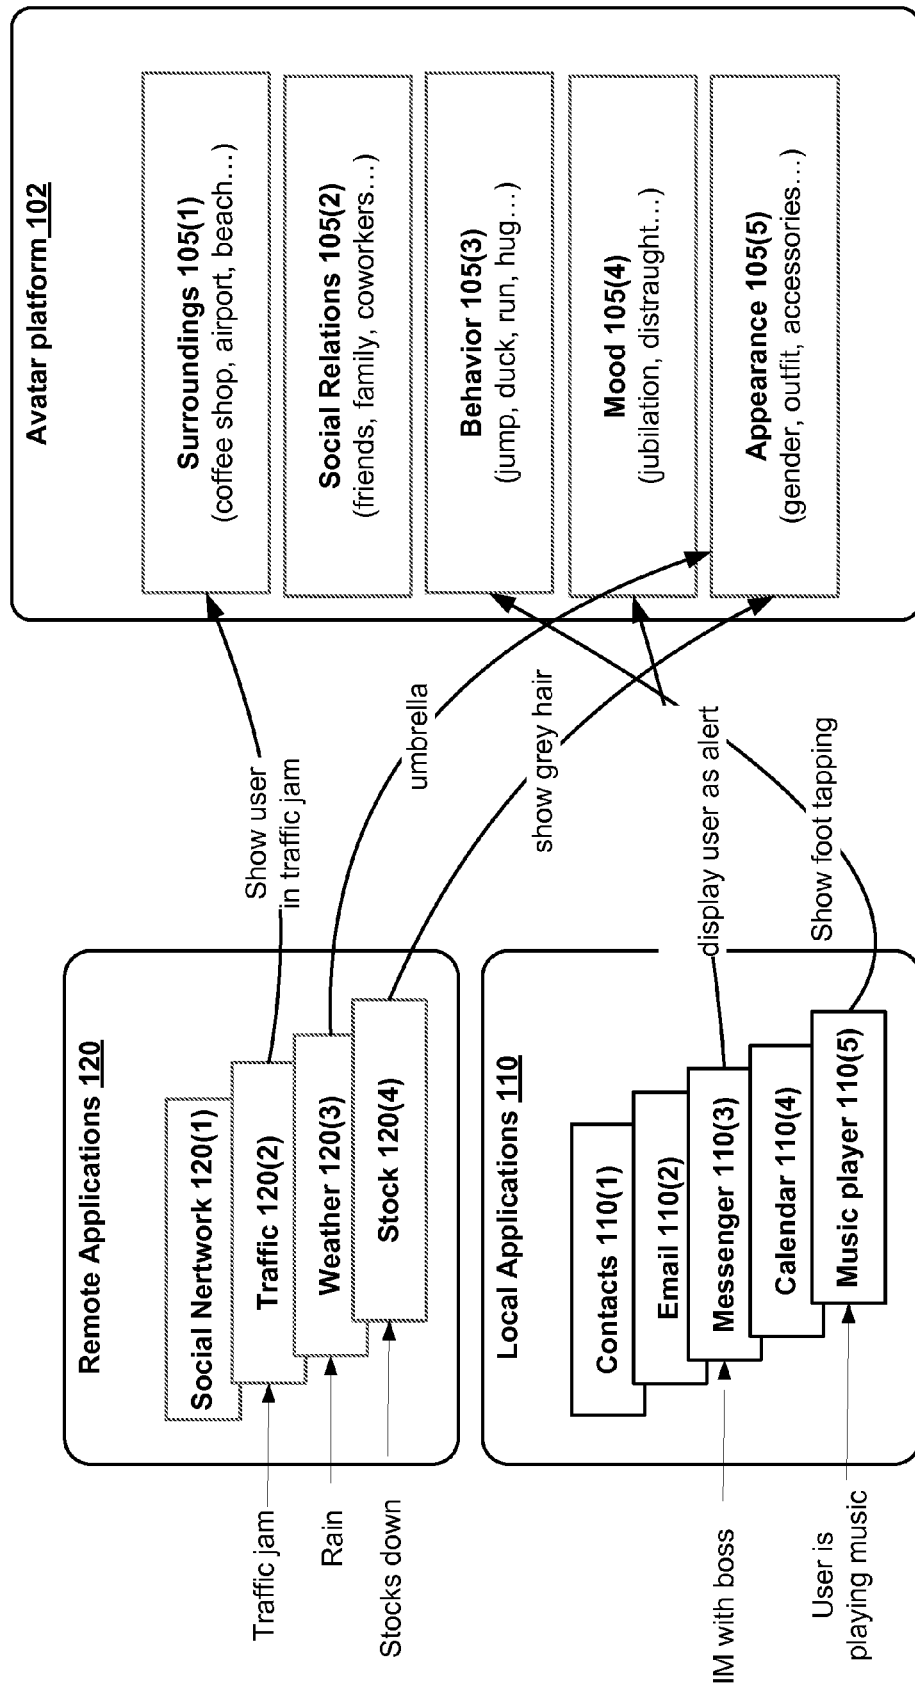 Traffic jam
Rain
Stocks down
IM with boss
User is
playing music
Remote Applications 120
Social Nertwork 120(1)
Traffic 120(2)
Weather 120(3)
Stock 120(4)
Local Applications 110
Contacts 110(1)
Email 110(2)
Messenger 110(3)
Calendar 110(4)
Music player 110(5)
Show user
in traffic jam
umbrella
show grey hair
display user as alert
Show foot tapping
Avatar platform 102
Surroundings 105(1)
(coffee shop, airport, beach...)
Social Relations 105(2)
(friends, family, coworkers...)
Behavior 105(3)
(jump, duck, run, hug...)
Mood 105(4)
(jubilation, distraught...)
Appearance 105(5)
(gender, outfit, accessories...)